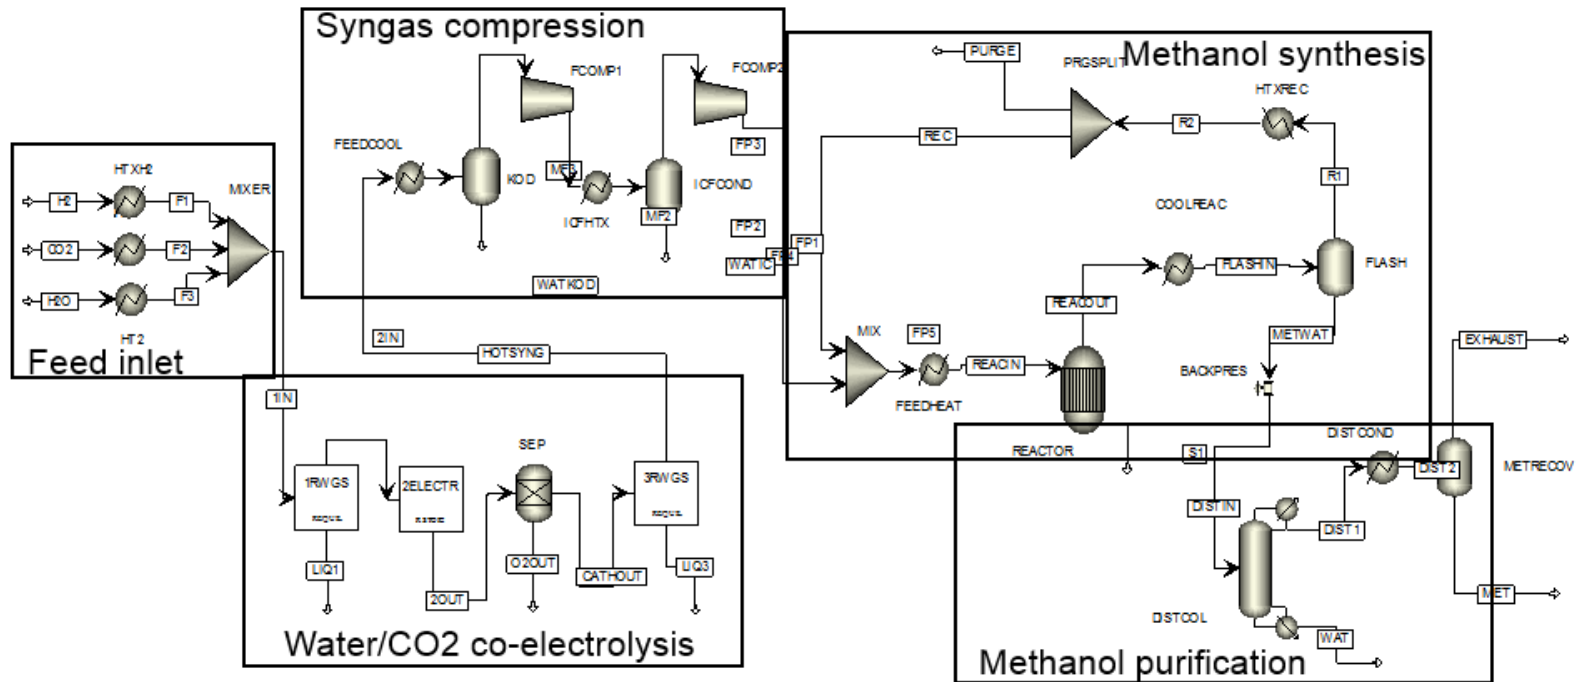 Syngas compression
FCOMP1
FCOMP2
FEEDCOOL
KOD
MF3
ICFHTX
ICFCOND
MF2
FP3
FP2
FP1
FP4
WATIC
WATKOD
2IN
HOTSYNG
Methanol synthesis
PURGE
PRGSPLIT
HTXREC
REC
R2
R1
COOLREAC
FLASHIN
FLASH
REACOUT
METWAT
MIX
FP5
REACIN
FEEDHEAT
BACKPRES
REACTOR
S1
Feed inlet
HTXH2
MIXER
H2
F1
CO2
F2
H2O
F3
HT2
1IN
Water/CO2 co-electrolysis
1RWGS
2ELECTR
SEP
3RWGS
LIQ1
2OUT
O2OUT
CATHOUT
LIQ3
Methanol purification
DISTCOND
EXHAUST
DIST2
METRECOV
DISTIN
DIST1
DISTCOL
MET
WAT